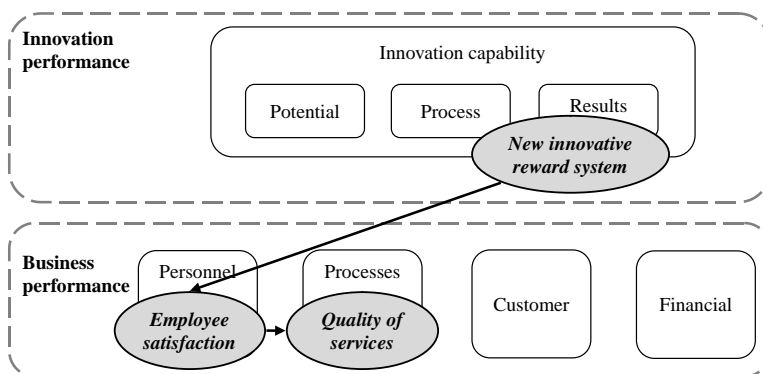 Innovation
performance
Innovation capability
Potential
Process
Results
New innovative
reward system
Business
performance
Personnel
Processes
Customer
Financial
Employee
satisfaction
Quality of
services